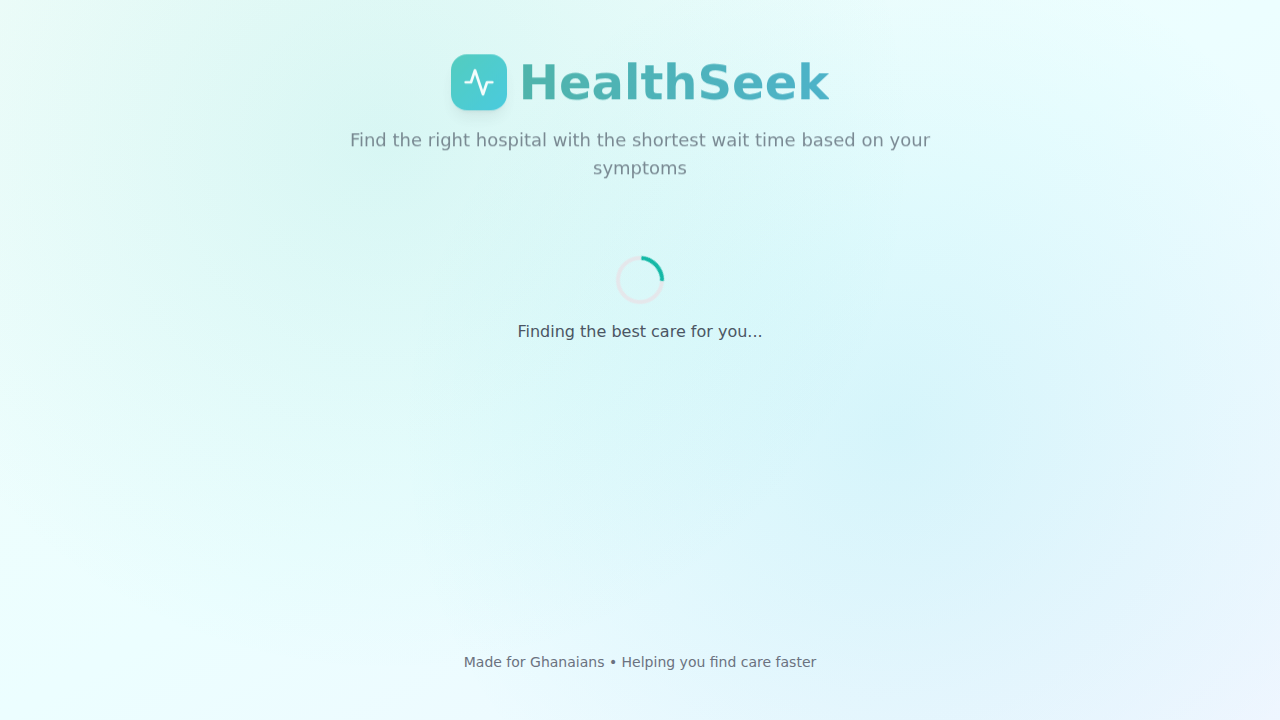 HealthSeek
Find the right hospital with the shortest wait time based on your
symptoms
Finding the best care for you...
Made for Ghanaians • Helping you find care faster